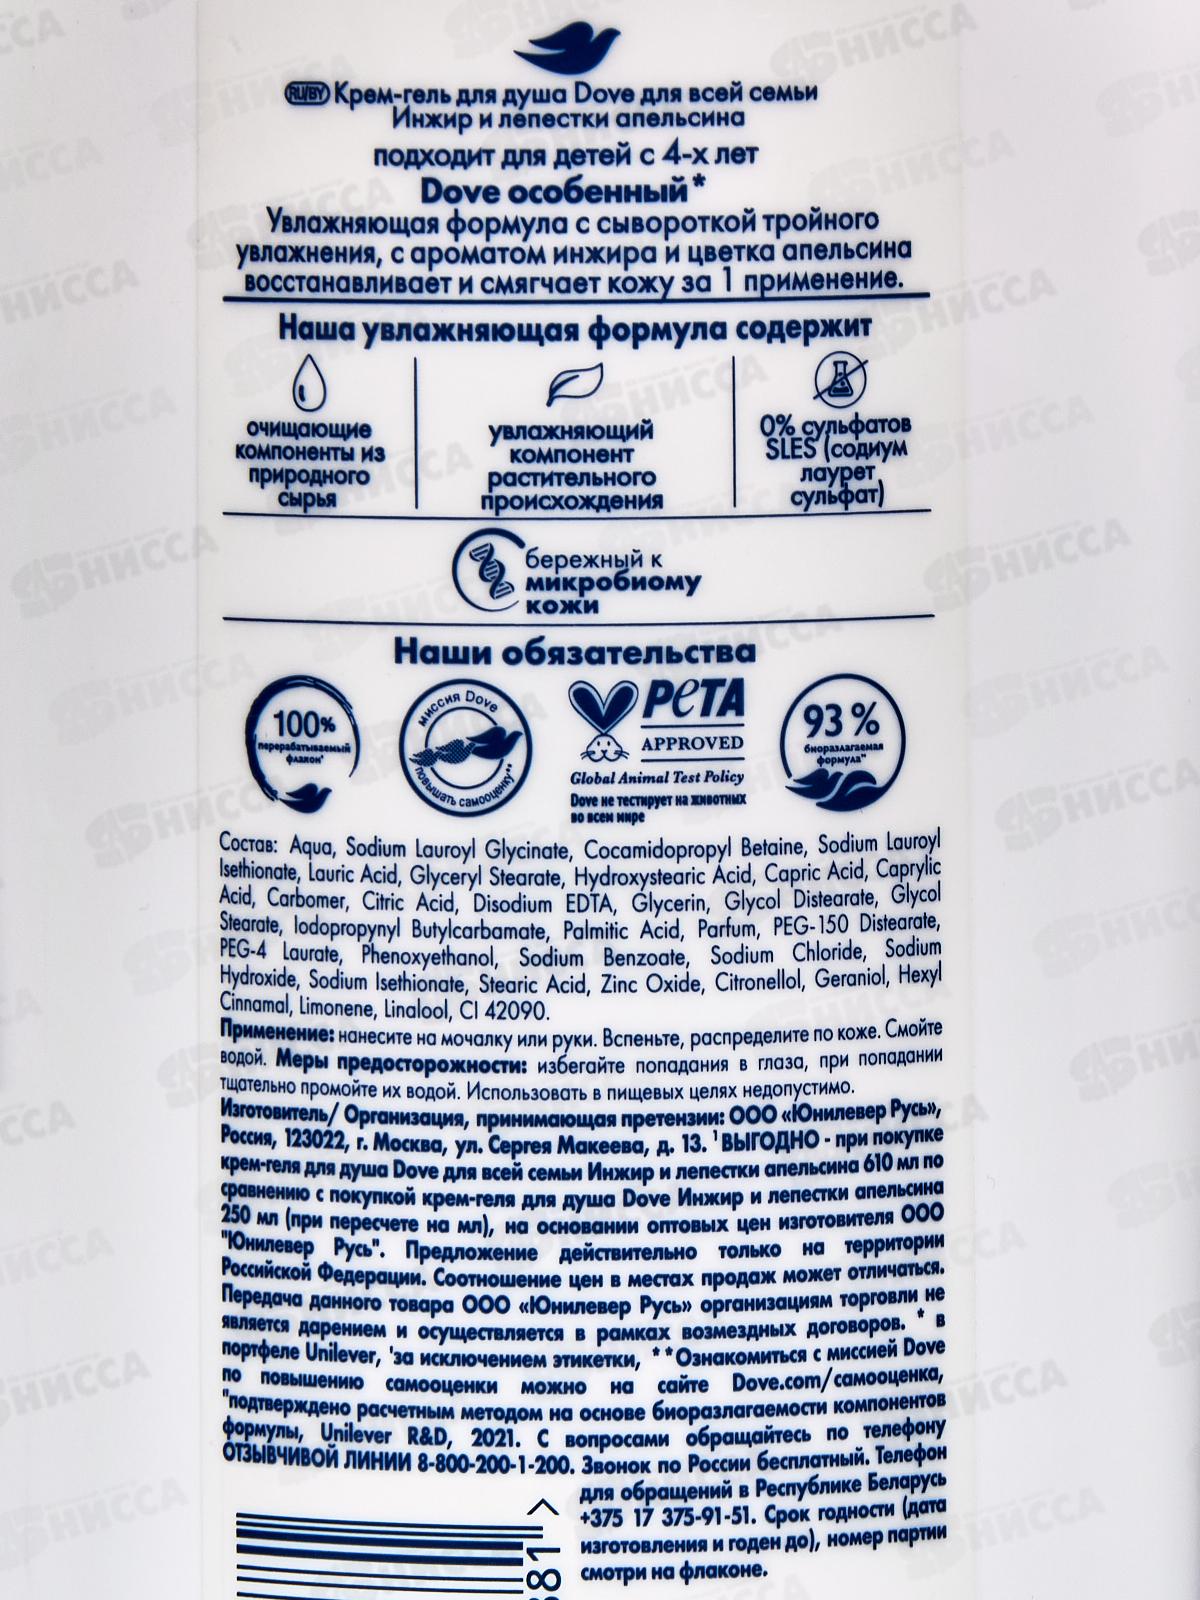 RU/BY Крем-гель для душа Dove для всей семьи
Инжир и лепестки апельсина
подходит для детей с 4-х лет
Dove особенный*
Увлажняющая формула с сывороткой тройного
увлажнения, с ароматом инжира и цветка апельсина
восстанавливает и смягчает кожу за 1 применение.
Наша увлажняющая формула содержит
очищающие
компоненты из
природного
сырья
увлажняющий
компонент
растительного
происхождения
0% сульфатов
SLES (содиум
лаурет
сульфат)
бережный к
микробиому
кожи
Наши обязательства
100%
перерабатываемый
флакон'
миссия Dove
повышать самооценку**
PETA
APPROVED
Global Animal Test Policy
Dove не тестирует на животных
во всем мире
93%
биоразлагаемая
формула"
Состав: Aqua, Sodium Lauroyl Glycinate, Cocamidopropyl Betaine, Sodium Lauroyl
Isethionate, Lauric Acid, Glyceryl Stearate, Hydroxystearic Acid, Capric Acid, Caprylic
Acid, Carbomer, Citric Acid, Disodium EDTA, Glycerin, Glycol Distearate, Glycol
Stearate, Iodopropynyl Butylcarbamate, Palmitic Acid, Parfum, PEG-150 Distearate,
PEG-4 Laurate, Phenoxyethanol, Sodium Benzoate, Sodium Chloride, Sodium
Hydroxide, Sodium Isethionate, Stearic Acid, Zinc Oxide, Citronellol, Geraniol, Hexyl
Cinnamal, Limonene, Linalool, CI 42090.
Применение: нанесите на мочалку или руки. Вспеньте, распределите по коже. Смойте
водой. Меры предосторожности: избегайте попадания в глаза, при попадании
тщательно промойте их водой. Использовать в пищевых целях недопустимо.
Изготовитель/ Организация, принимающая претензии: ООО «Юнилевер Русь»,
Россия, 123022, г. Москва, ул. Сергея Макеева, д. 13. ¹ВЫГОДНО - при покупке
крем-геля для душа Dove для всей семьи Инжир и лепестки апельсина 610 мл по
сравнению с покупкой крем-геля для душа Dove Инжир и лепестки апельсина
250 мл (при пересчете на мл), на основании оптовых цен изготовителя ООО
"Юнилевер Русь". Предложение действительно только на территории
Российской Федерации. Соотношение цен в местах продаж может отличаться.
Передача данного товара ООО «Юнилевер Русь» организациям торговли не
является дарением и осуществляется в рамках возмездных договоров. * в
портфеле Unilever, 'за исключением этикетки, **Ознакомиться с миссией Dove
по повышению самооценки можно на сайте Dove.com/самооценка,
"подтверждено расчетным методом на основе биоразлагаемости компонентов
формулы, Unilever R&D, 2021. С вопросами обращайтесь по телефону
ОТЗЫВЧИВОЙ ЛИНИИ 8-800-200-1-200. Звонок по России бесплатный. Телефон
для обращений в Республике Беларусь
+375 17 375-91-51. Срок годности (дата
изготовления и годен до), номер партии
смотри на флаконе.
81 >